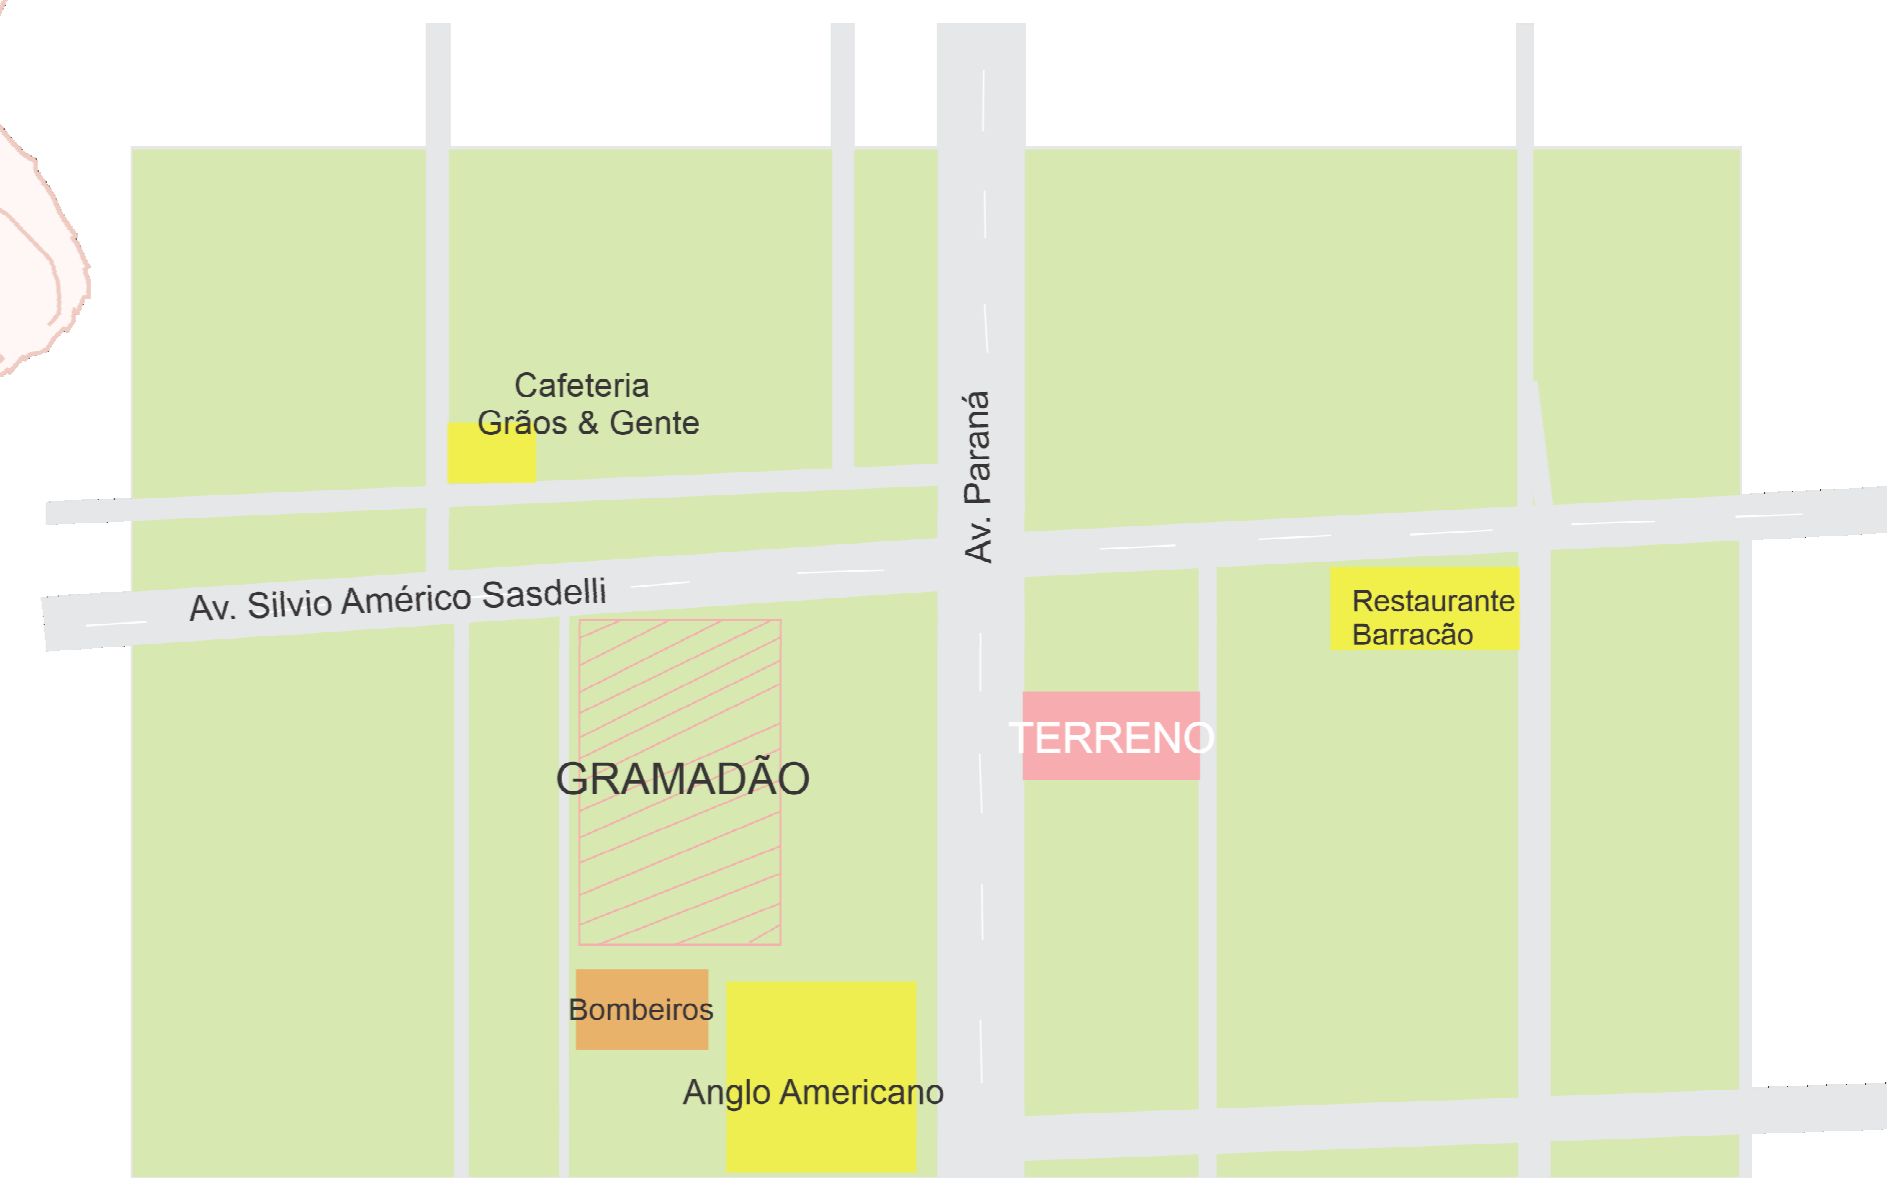 Cafeteria
Grãos & Gente
Av. Paraná
Av. Silvio Américo Sasdelli
Restaurante
Barracão
TERRENO
GRAMADÃO
Bombeiros
Anglo Americano